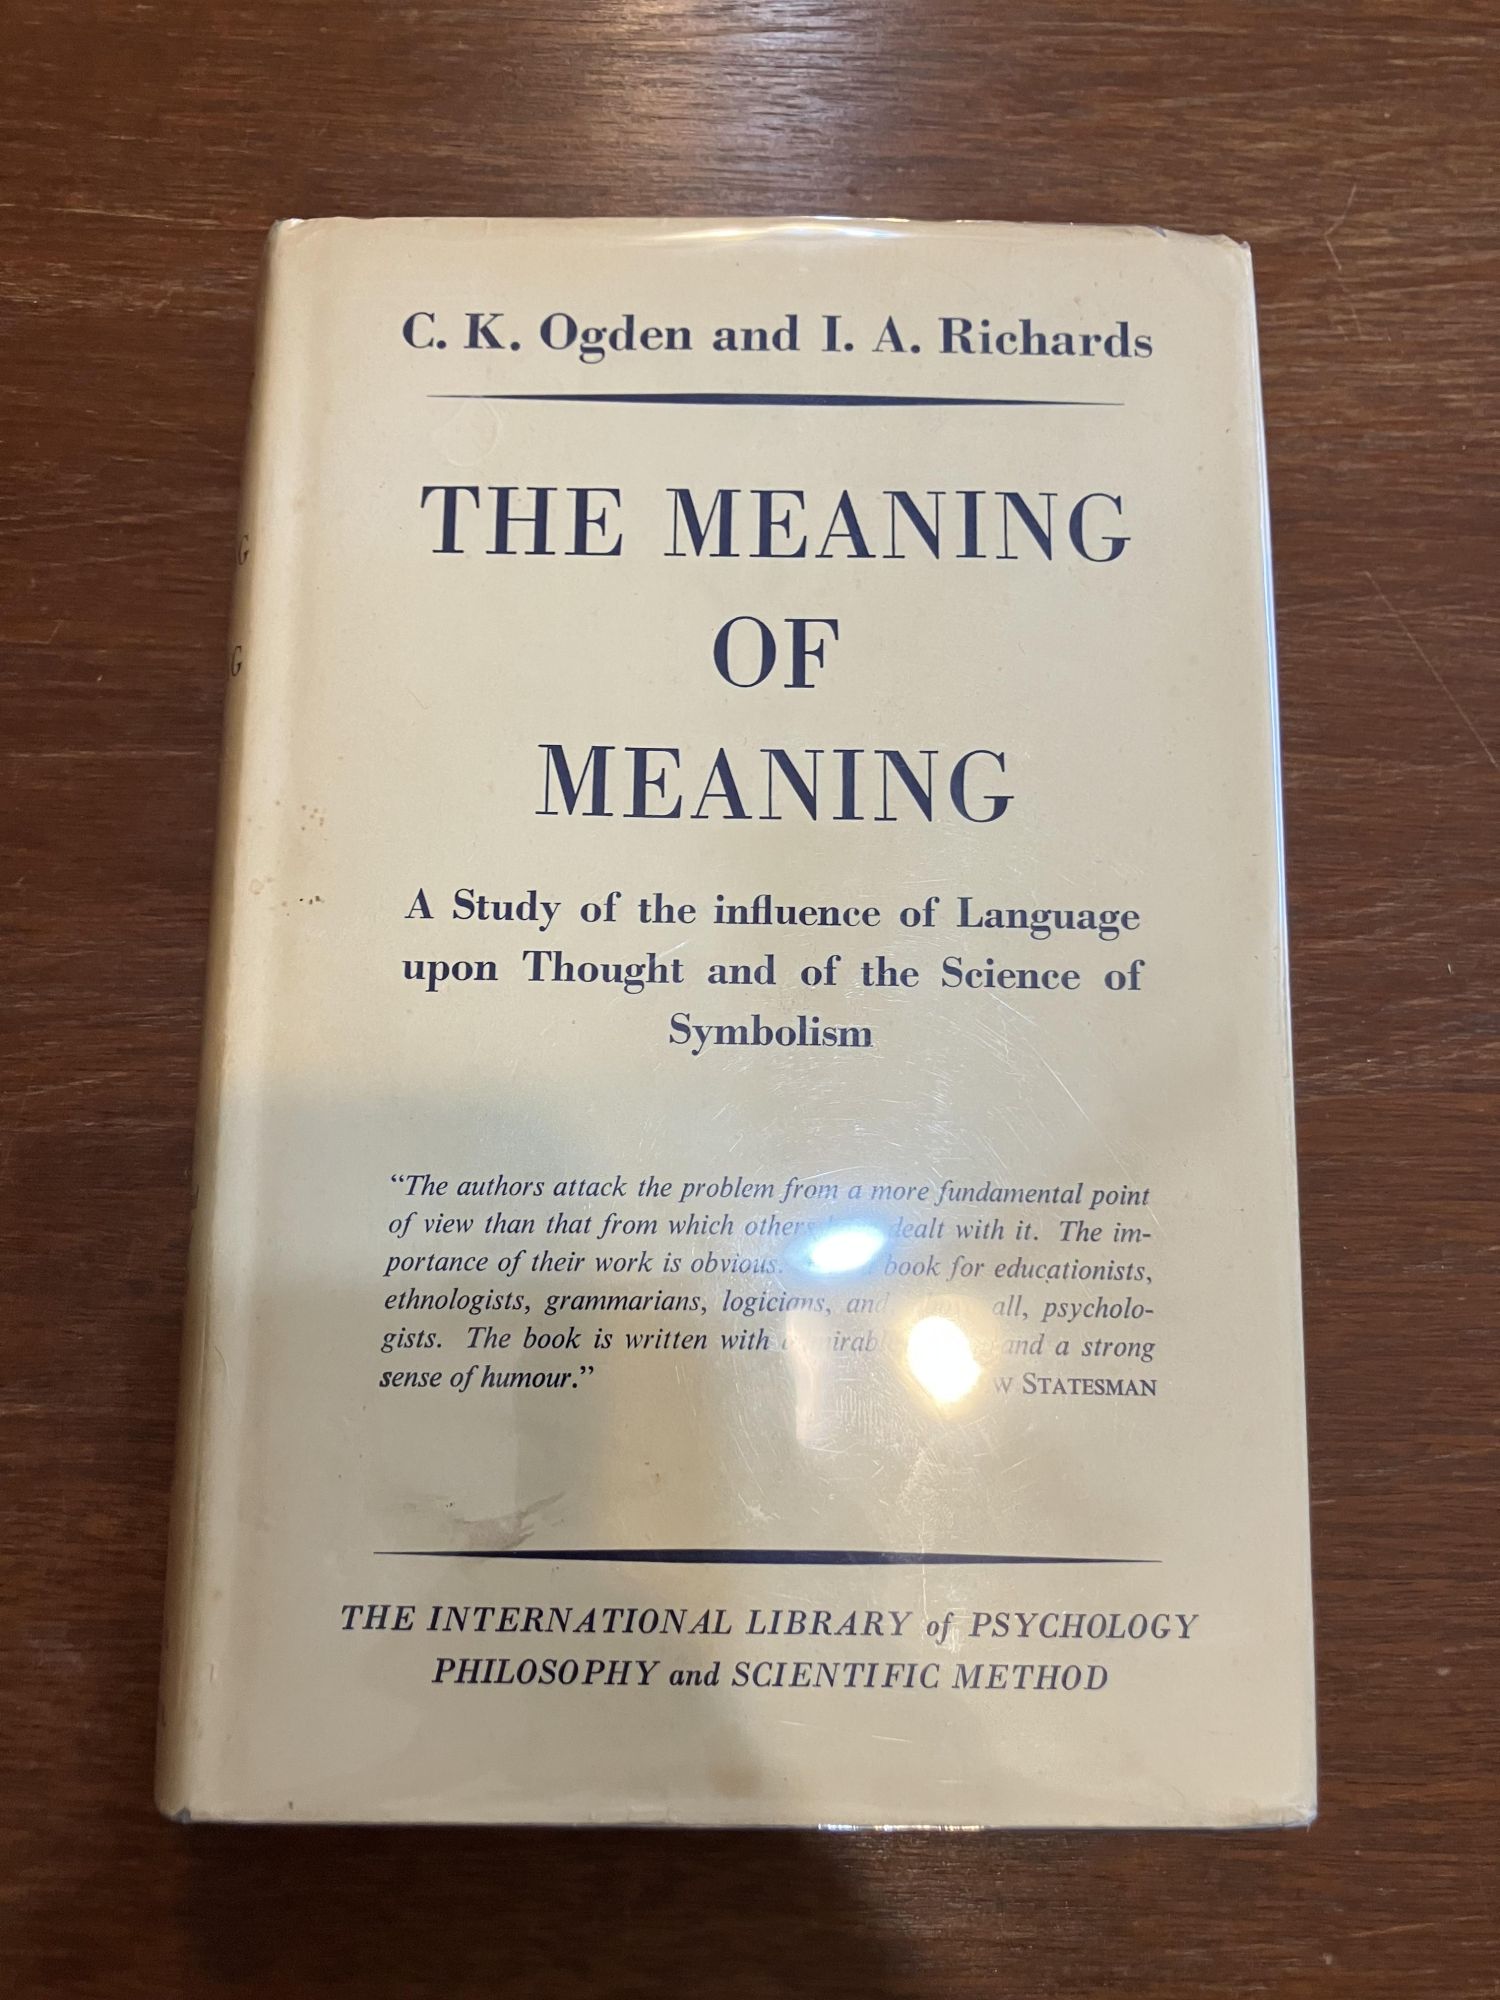 C. K. Ogden and I. A. Richards
THE MEANING
OF
MEANING
A Study of the influence of Language
upon Thought and of the Science of
Symbolism
“The authors attack the problem from a more fundamental point
of view than that from which others dealt with it. The im-
portance of their work is obvious. book for educationists,
ethnologists, grammarians, logicians, and, all, psycholo-
gists. The book is written with and a strong
sense of humour.” STATESMAN
THE INTERNATIONAL LIBRARY of PSYCHOLOGY
PHILOSOPHY and SCIENTIFIC METHOD